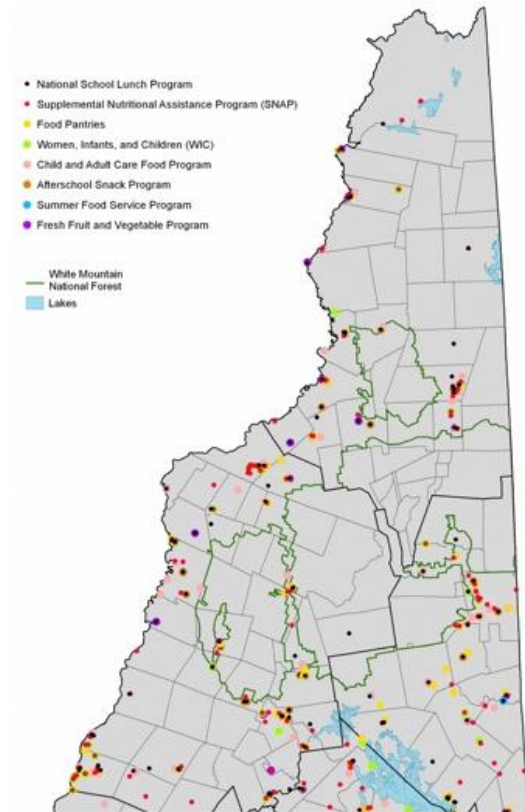 National School Lunch Program
Supplemental Nutritional Assistance Program (SNAP)
Food Pantries
Women, Infants, and Children (WIC)
Child and Adult Care Food Program
Afterschool Snack Program
Summer Food Service Program
Fresh Fruit and Vegetable Program
White Mountain
National Forest
Lakes